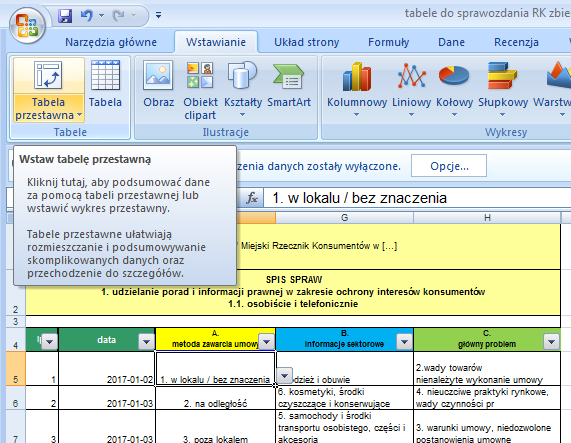 tabele do sprawozdania RK zbie
Narzędzia główne Wstawianie Układ strony Formuły Dane Recenzja
Tabela przestawna
Tabela
Obraz
Obiekt clipart
Kształty
SmartArt
Kolumnowy
Liniowy
Kołowy
Słupkowy
Warstw
Tabele
Ilustracje
Wykresy
Wstaw tabelę przestawną
Kliknij tutaj, aby podsumować dane
za pomocą tabeli przestawnej lub
wstawić wykres przestawny.
Tabele przestawne ułatwiają
rozmieszczanie i podsumowywanie
skomplikowanych danych oraz
przechodzenie do szczegółów.
zenia danych zostały wyłączone. Opcje...
fx 1. w lokalu / bez znaczenia
G H
/ Miejski Rzecznik Konsumentów w [...]
2
SPIS SPRAW
1. udzielanie porad i informacji prawnej w zakresie ochrony interesów konsumentów
1.1. osobiście i telefonicznie
3
4
data
A.
metoda zawarcia umowy
B.
informacje sektorowe
C.
główny problem
5 1 2017-01-02 1. w lokalu / bez znaczenia
dzież i obuwie
2.wady towarów
nienależyte wykonanie umowy
6 2 2017-01-03 2. na odległość
6. kosmetyki, środki
czyszczące i konserwujące
4. nieuczciwe praktyki rynkowe,
wady czynności pr
7 3 2017-01-03 3. poza lokalem
5. samochody i środki
transportu osobistego, części i
akcesoria
3. warunki umowy, niedozwolone
postanowienia umowne